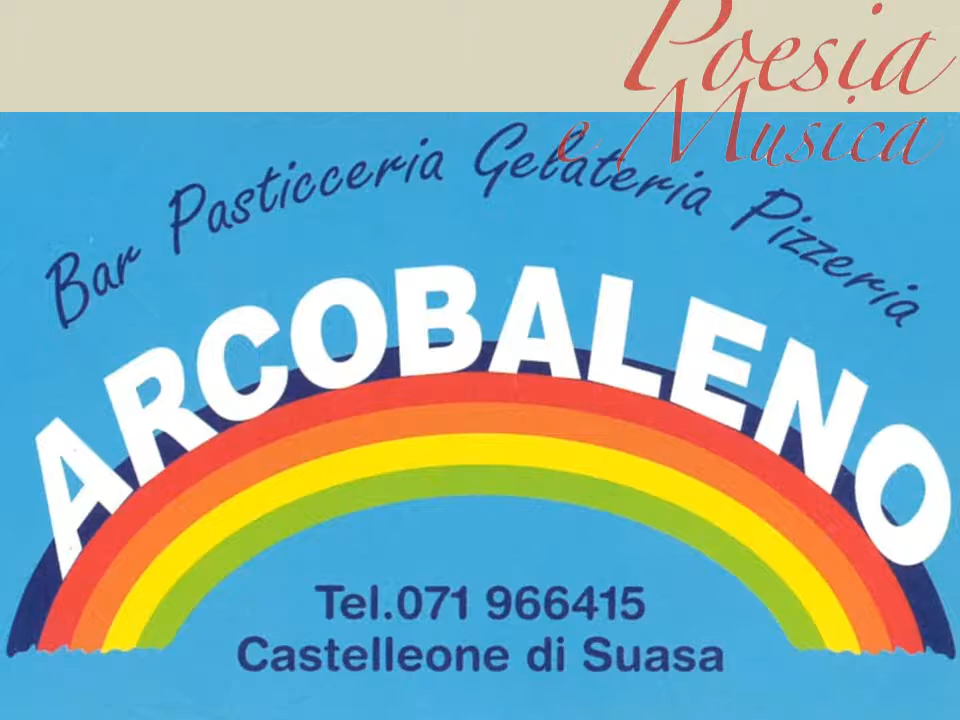 Poesia
e Musica
Bar Pasticceria Gelateria Pizzeria
ARCOBALENO
Tel.071 966415
Castelleone di Suasa